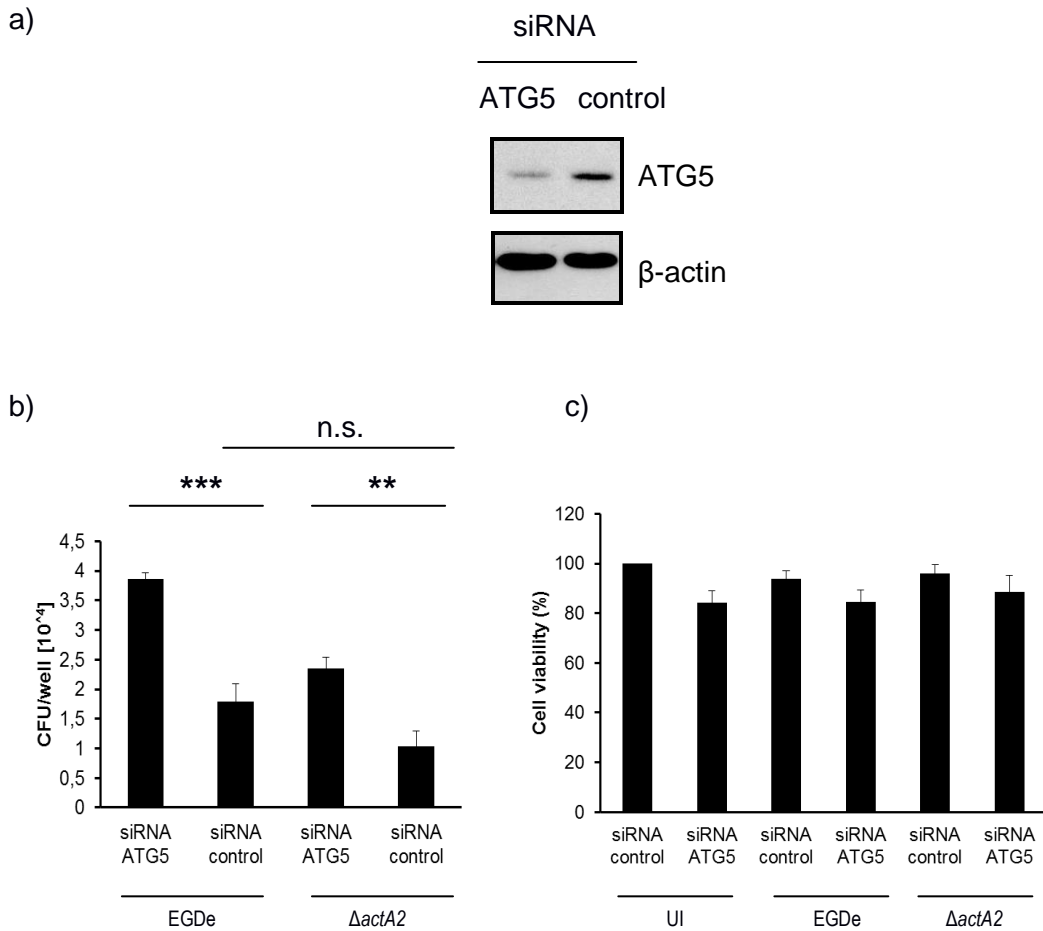 a)
siRNA
ATG5 control
ATG5
β-actin
b)
n.s.
*** **
CFU/well [10^4]
4,5
4
3,5
3
2,5
2
1,5
1
0,5
0
siRNA siRNA siRNA siRNA
ATG5 control ATG5 control
EGDe ΔactA2
c)
Cell viability (%)
120
100
80
60
40
20
0
siRNA siRNA siRNA siRNA siRNA siRNA
control ATG5 control ATG5 control ATG5
UI EGDe ΔactA2